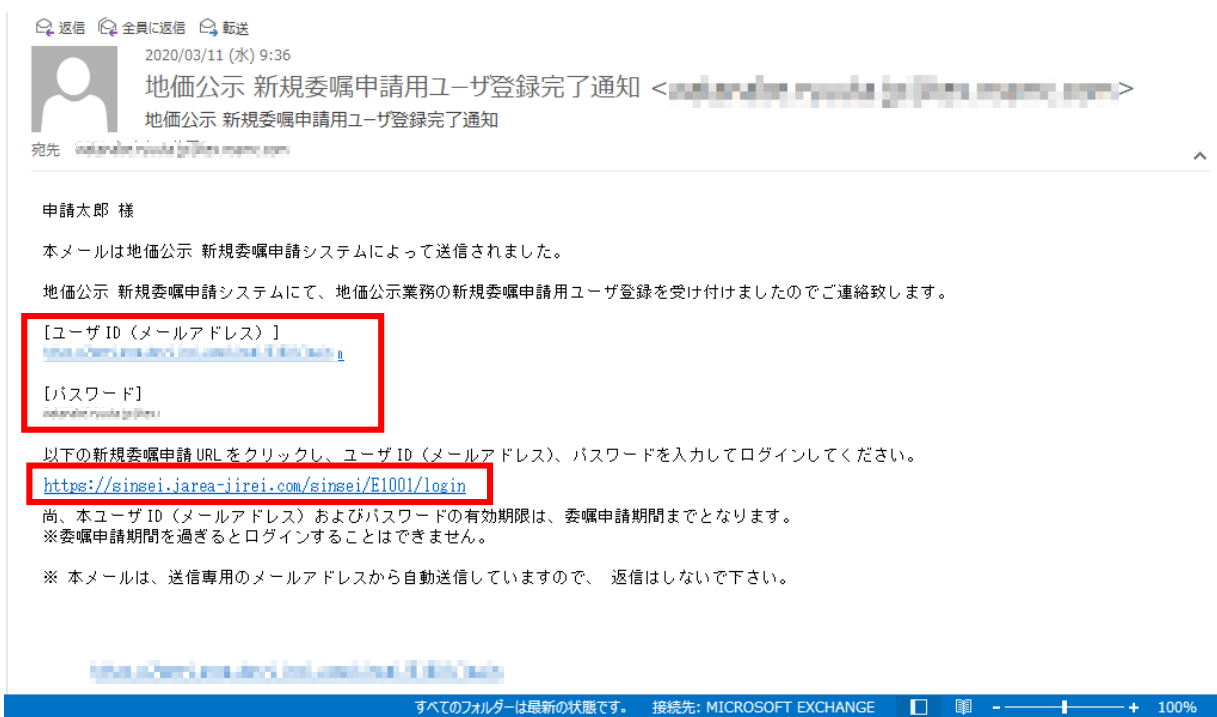 返信 全員に返信 転送
2020/03/11 (水) 9:36
地価公示 新規委嘱申請用ユーザ登録完了通知 < >
地価公示 新規委嘱申請用ユーザ登録完了通知
宛先
申請太郎 様
本メールは地価公示 新規委嘱申請システムによって送信されました。
地価公示 新規委嘱申請システムにて、地価公示業務の新規委嘱申請用ユーザ登録を受け付けましたのでご連絡致します。
[ユーザID（メールアドレス）]
[パスワード]
以下の新規委嘱申請URLをクリックし、ユーザID（メールアドレス）、パスワードを入力してログインしてください。
https://sinsei.jarea-jirei.com/sinsei/E1001/login
尚、本ユーザID（メールアドレス）およびパスワードの有効期限は、委嘱申請期間までとなります。
※委嘱申請期間を過ぎるとログインすることはできません。
※ 本メールは、送信専用のメールアドレスから自動送信していますので、 返信はしないで下さい。
すべてのフォルダーは最新の状態です。 接続先: MICROSOFT EXCHANGE - + 100%